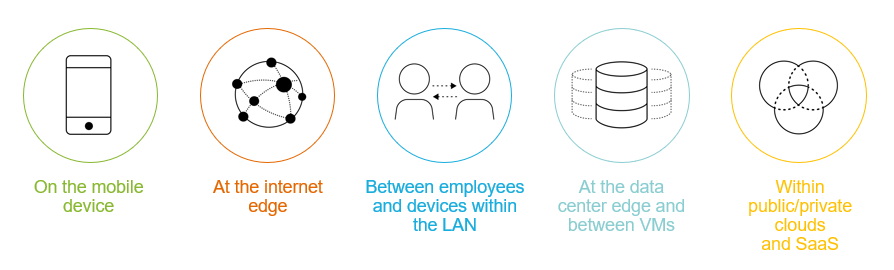 On the mobile
device
At the internet
edge
Between employees
and devices within
the LAN
At the data
center edge and
between VMs
Within
public/private
clouds
and SaaS